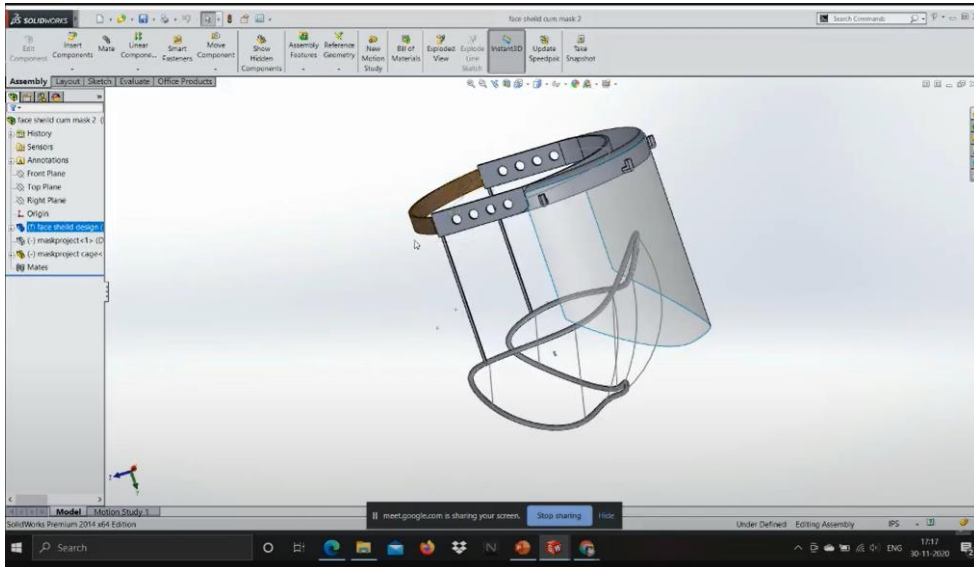 SOLIDWORKS
face sheild cum mask 2
Search Commands
Edit Component
Insert Components
Mate
Linear Compone...
Smart Fasteners
Move Component
Show Hidden Components
Assembly Features
Reference Geometry
New Motion Study
Bill of Materials
Exploded View
Explode Line Sketch
Instant3D
Update Speedpak
Take Snapshot
Assembly Layout Sketch Evaluate Office Products
face sheild cum mask 2 (
History
Sensors
Annotations
Front Plane
Top Plane
Right Plane
Origin
(f) face sheild design (
(-) maskproject<1> (D
(-) maskproject cage<
Mates
Model Motion Study 1
SolidWorks Premium 2014 x64 Edition
meet.google.com is sharing your screen. Stop sharing Hide
Under Defined Editing Assembly IPS
Search
ENG
17:17
30-11-2020